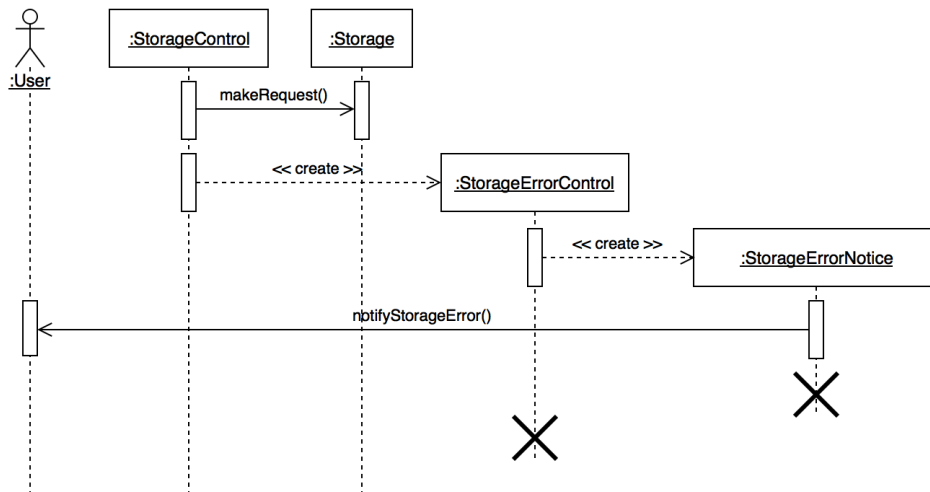 :StorageControl
:Storage
:User
makeRequest()
<< create >>
:StorageErrorControl
<< create >>
:StorageErrorNotice
notifyStorageError()